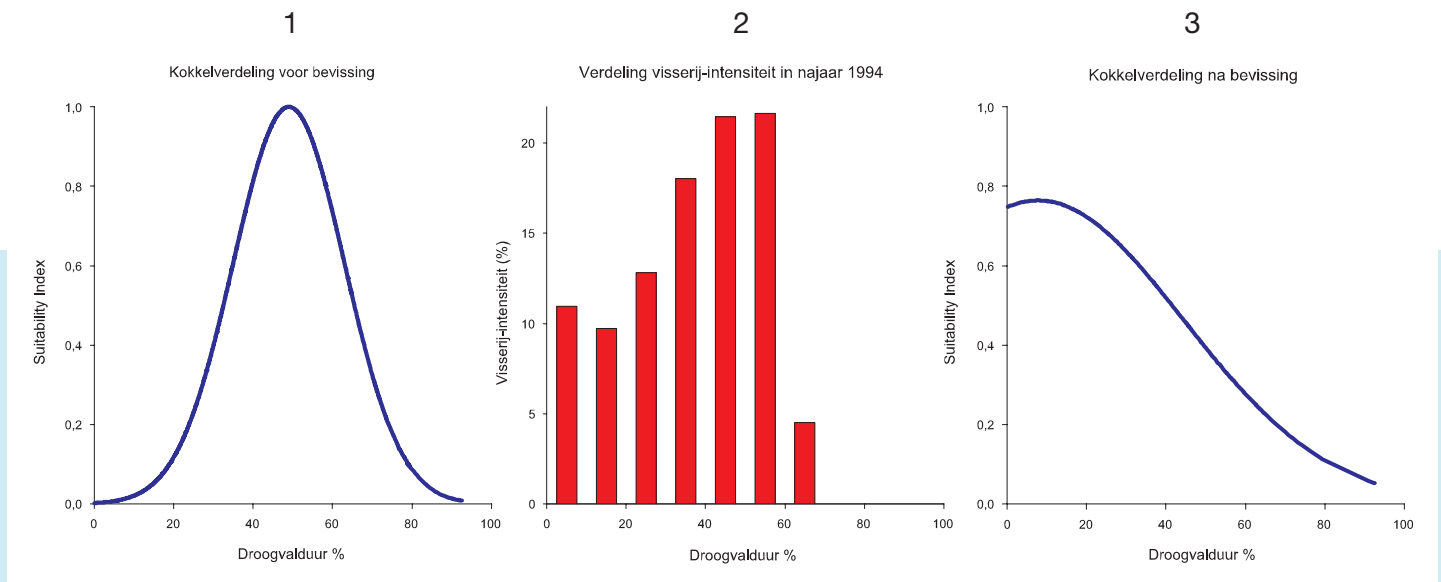 1
Kokkelverdeling voor bevissing
Suitability Index
1,0
0,8
0,6
0,4
0,2
0,0
0 20 40 60 80 100
Droogvalduur %
2
Verdeling visserij-intensiteit in najaar 1994
Visserij-intensiteit (%)
20
15
10
5
0
0 20 40 60 80 100
Droogvalduur %
3
Kokkelverdeling na bevissing
Suitability Index
1,0
0,8
0,6
0,4
0,2
0,0
0 20 40 60 80 100
Droogvalduur %